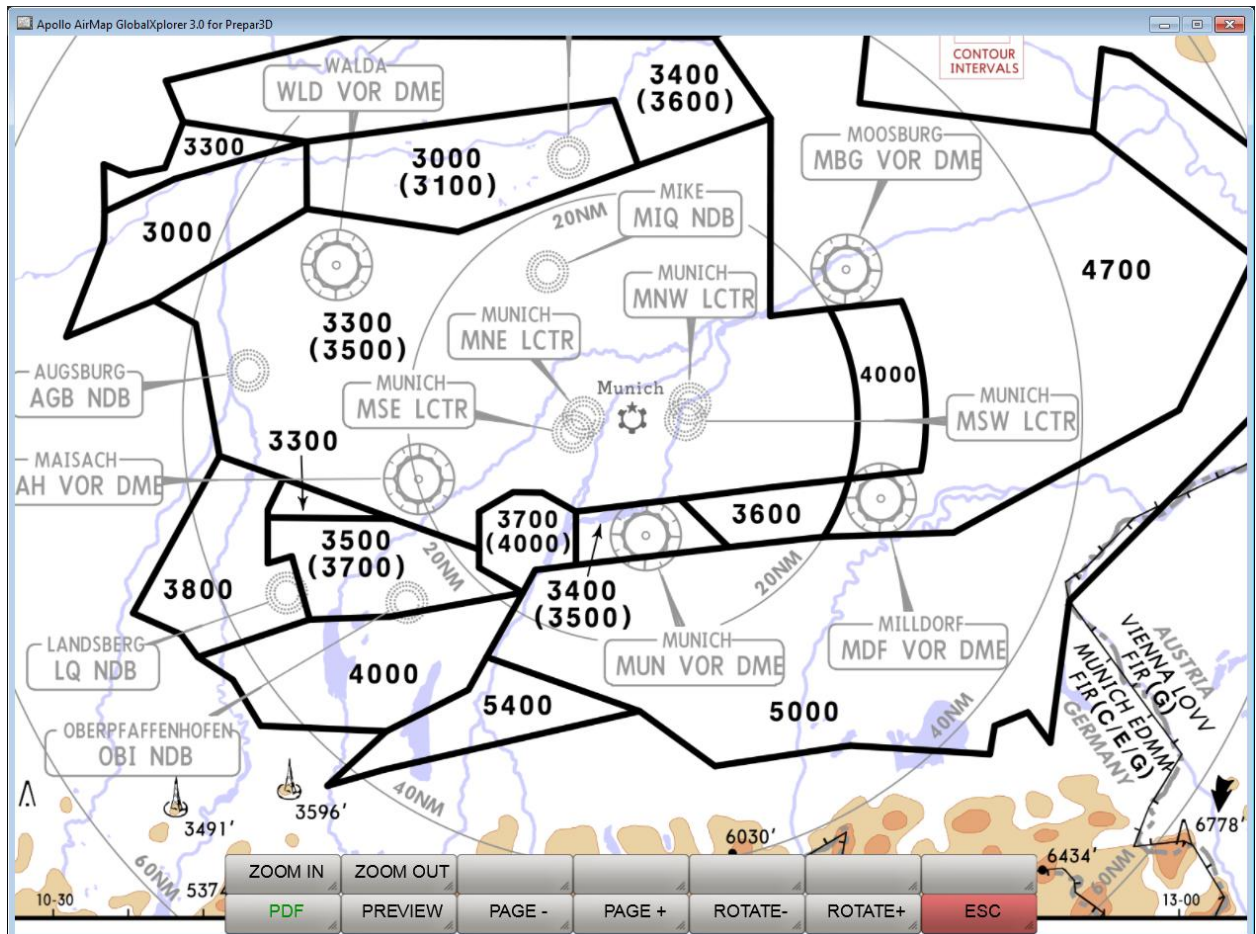 Apollo AirMap GlobalXplorer 3.0 for Prepar3D
CONTOUR
INTERVALS
WALDA
WLD VOR DME
3400
(3600)
3300
3000
(3100)
MOOSBURG
MBG VOR DME
MIKE
MIQ NDB
20NM
3000
4700
MUNICH
MNW LCTR
3300
(3500)
MUNICH
MNE LCTR
AUGSBURG
AGB NDB
MUNICH
MSE LCTR
Munich
4000
MUNICH
MSW LCTR
3300
MAISACH
AH VOR DME
3700
(4000)
3600
3500
(3700)
20NM
20NM
3800
3400
(3500)
LANDSBERG
LQ NDB
MUNICH
MUN VOR DME
MILLDORF
MDF VOR DME
4000
5400
5000
AUSTRIA
VIENNA LOVV
FIR(G)
MUNICH EDMM
FIR(C/E/G)
GERMANY
OBERPFAFFENHOFEN
OBI NDB
40NM
40NM
3491'
3596'
6030'
6778'
6434'
60NM
60NM
537
10-30
13-00
ZOOM IN
ZOOM OUT
PDF
PREVIEW
PAGE -
PAGE +
ROTATE-
ROTATE+
ESC